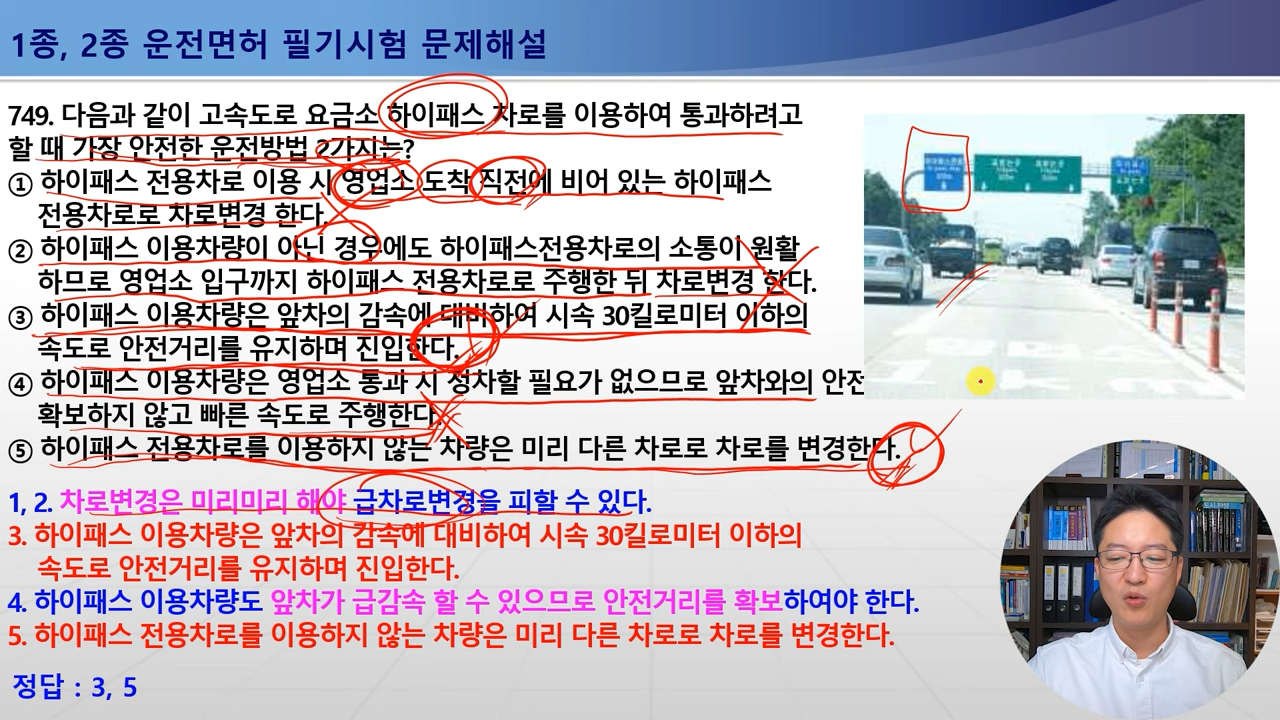 1종, 2종 운전면허 필기시험 문제해설
749. 다음과 같이 고속도로 요금소 하이패스 차로를 이용하여 통과하려고
할 때 가장 안전한 운전방법 2가지는?
① 하이패스 전용차로 이용 시 영업소 도착 직전에 비어 있는 하이패스
전용차로로 차로변경 한다.
② 하이패스 이용차량이 아닌 경우에도 하이패스전용차로의 소통이 원활
하므로 영업소 입구까지 하이패스 전용차로로 주행한 뒤 차로변경 한다.
③ 하이패스 이용차량은 앞차의 감속에 대비하여 시속 30킬로미터 이하의
속도로 안전거리를 유지하며 진입한다.
④ 하이패스 이용차량은 영업소 통과 시 정차할 필요가 없으므로 앞차와의 안전
확보하지 않고 빠른 속도로 주행한다.
⑤ 하이패스 전용차로를 이용하지 않는 차량은 미리 다른 차로로 차로를 변경한다.
1, 2. 차로변경은 미리미리 해야 급차로변경을 피할 수 있다.
3. 하이패스 이용차량은 앞차의 감속에 대비하여 시속 30킬로미터 이하의
속도로 안전거리를 유지하며 진입한다.
4. 하이패스 이용차량도 앞차가 급감속 할 수 있으므로 안전거리를 확보하여야 한다.
5. 하이패스 전용차로를 이용하지 않는 차량은 미리 다른 차로로 차로를 변경한다.
정답 : 3, 5